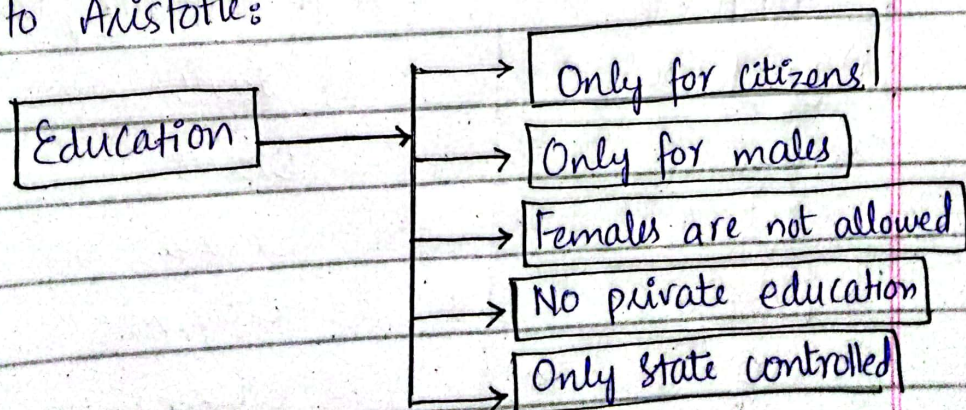 to Aristotle:
Education
Only for citizens.
Only for males
Females are not allowed
No private education
Only state controlled